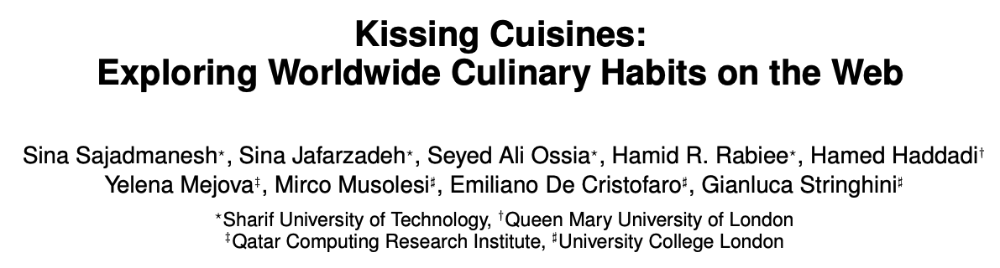 Kissing Cuisines:
Exploring Worldwide Culinary Habits on the Web
Sina Sajadmanesh⋆, Sina Jafarzadeh⋆, Seyed Ali Ossia⋆, Hamid R. Rabiee⋆, Hamed Haddadi†
Yelena Mejova‡, Mirco Musolesi♯, Emiliano De Cristofaro♯, Gianluca Stringhini♯
⋆Sharif University of Technology, †Queen Mary University of London
‡Qatar Computing Research Institute, ♯University College London